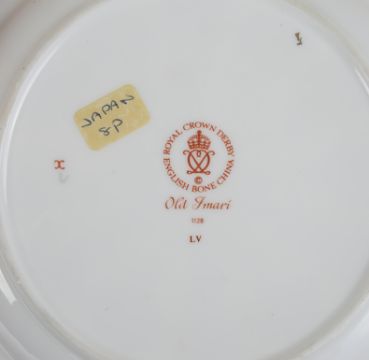 JAPAN
8P
ROYAL CROWN DERBY
©
ENGLISH BONE CHINA
Old Imari
1128
LV